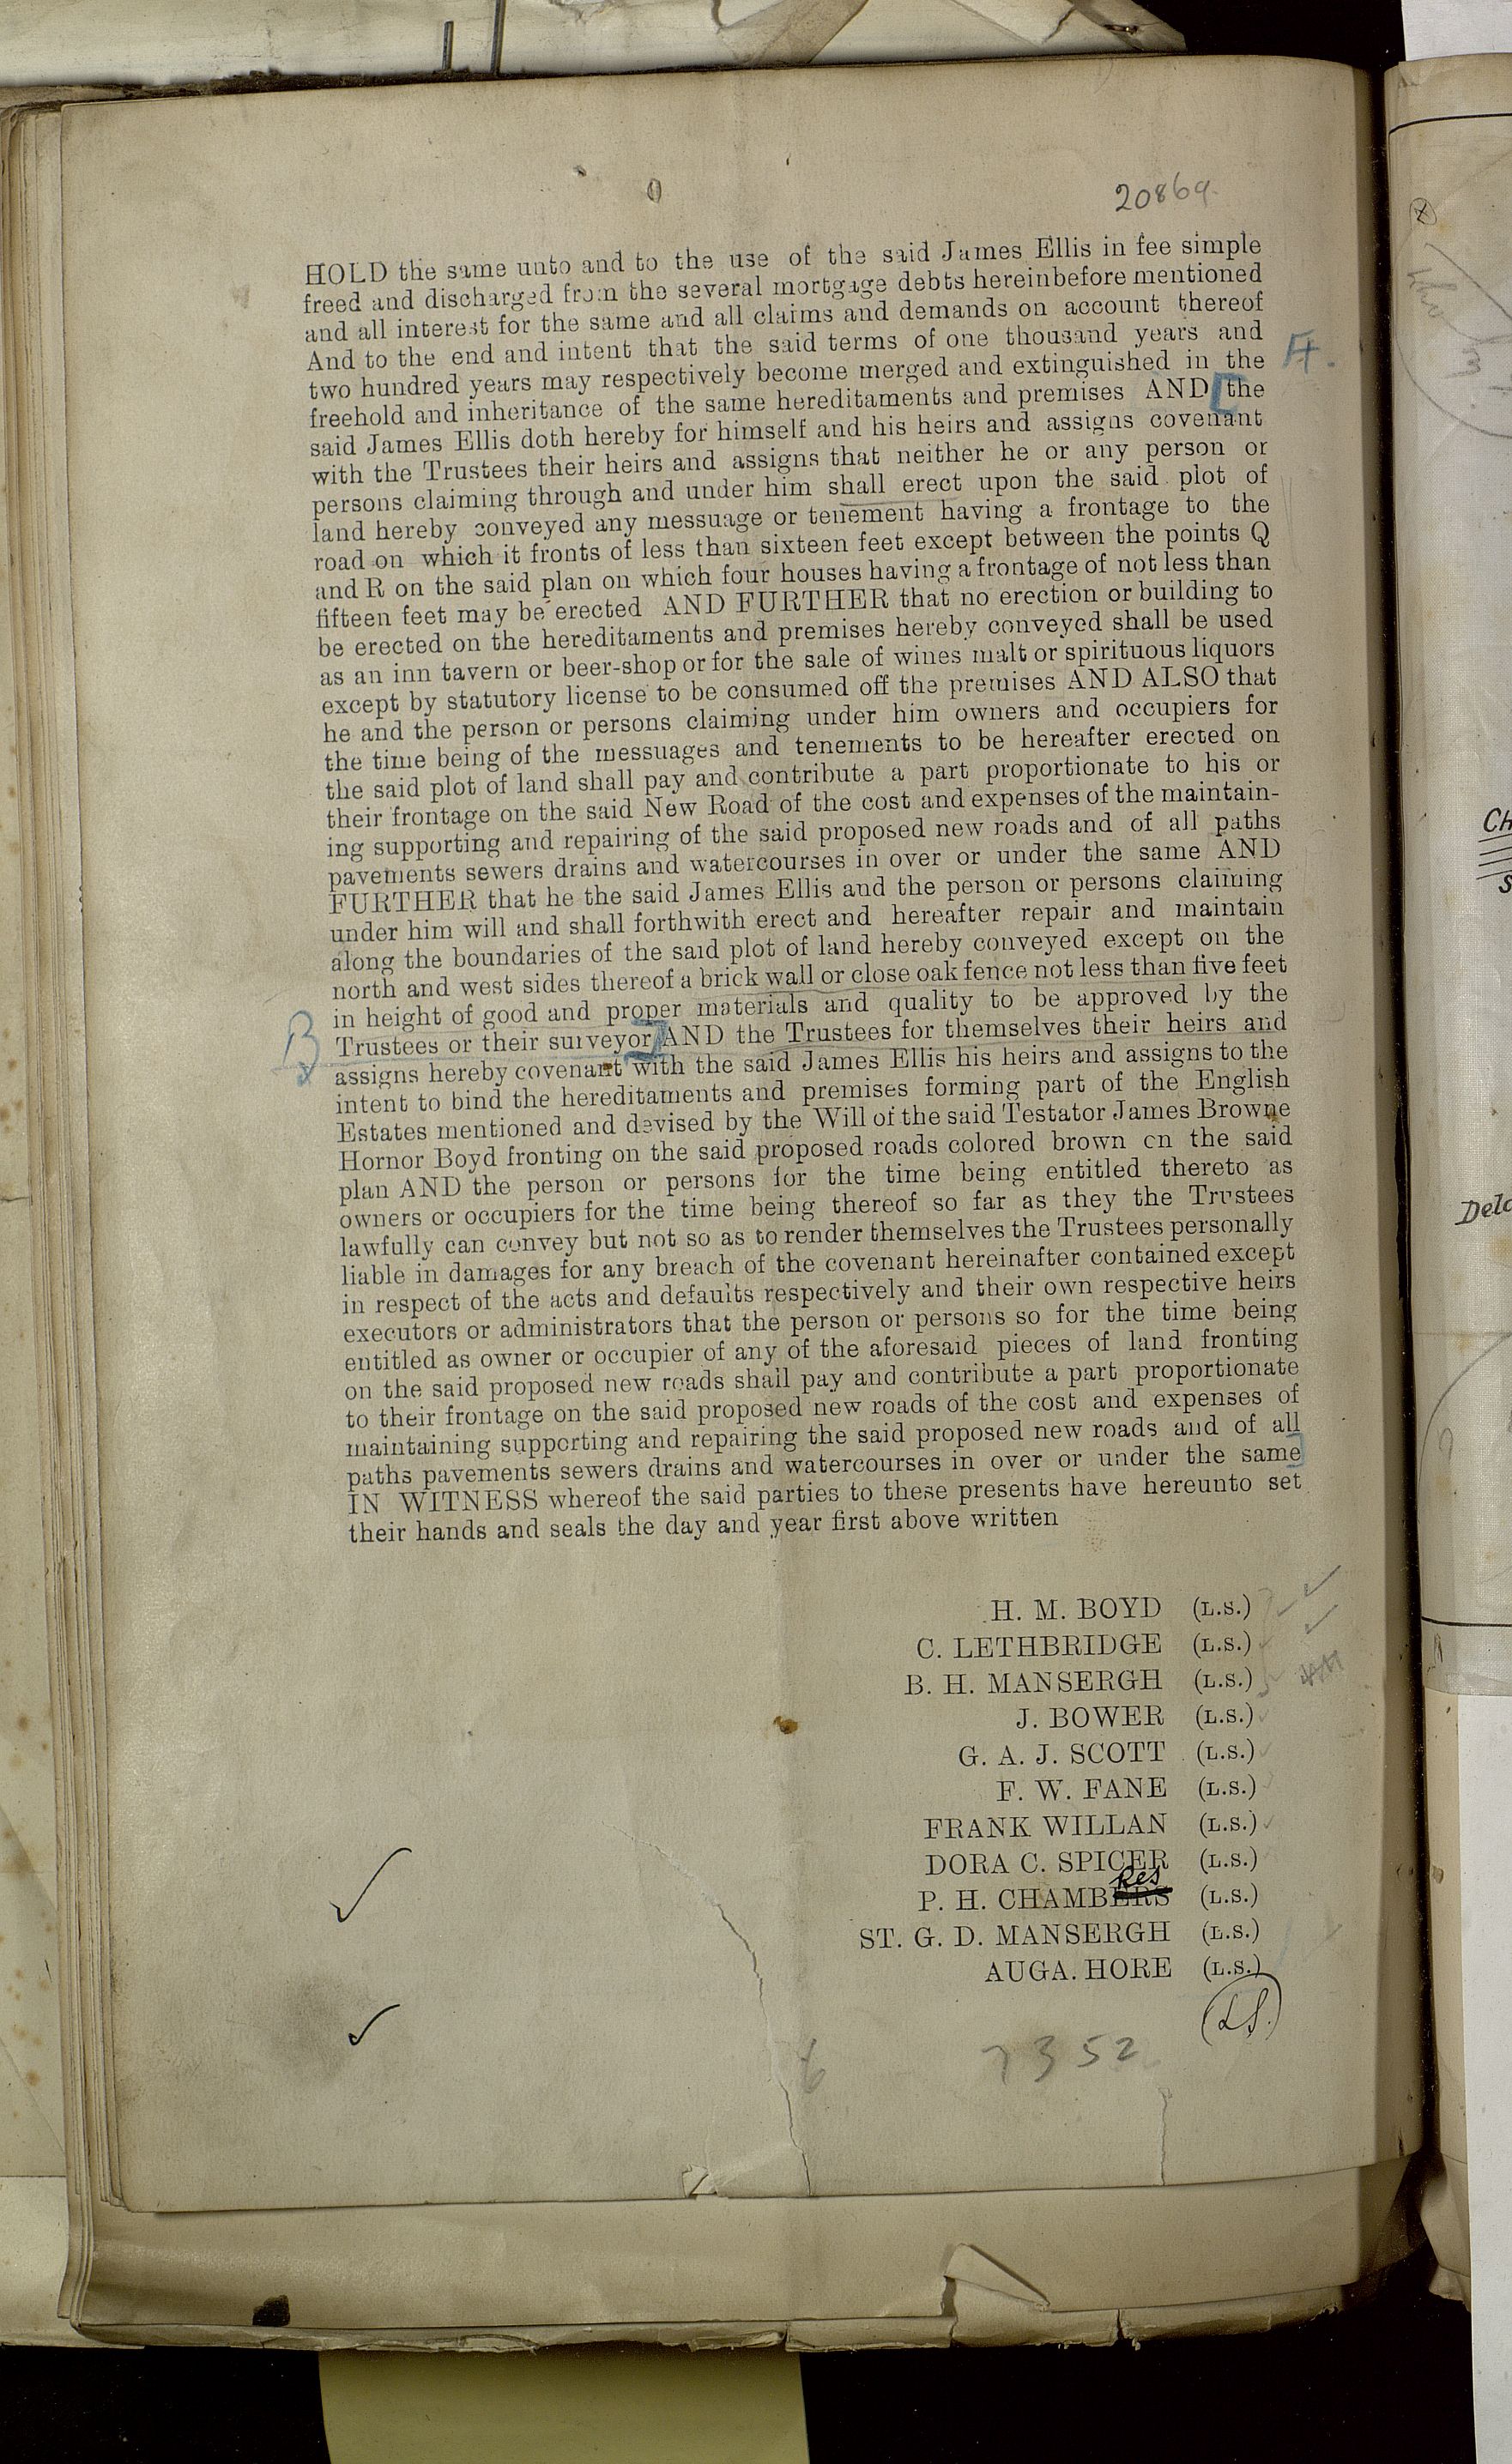 20869
HOLD the same unto and to the use of the said James Ellis in fee simple
freed and discharged from the several mortgage debts hereinbefore mentioned
and all interest for the same and all claims and demands on account thereof
And to the end and intent that the said terms of one thousand years and
two hundred years may respectively become merged and extinguished in the
freehold and inheritance of the same hereditaments and premises AND [the
said James Ellis doth hereby for himself and his heirs and assigns covenant
with the Trustees their heirs and assigns that neither he or any person or
persons claiming through and under him shall erect upon the said plot of
land hereby conveyed any messuage or tenement having a frontage to the
road on which it fronts of less than sixteen feet except between the points Q
and R on the said plan on which four houses having a frontage of not less than
fifteen feet may be erected AND FURTHER that no erection or building to
be erected on the hereditaments and premises hereby conveyed shall be used
as an inn tavern or beer-shop or for the sale of wines malt or spirituous liquors
except by statutory license to be consumed off the premises AND ALSO that
he and the person or persons claiming under him owners and occupiers for
the time being of the messuages and tenements to be hereafter erected on
the said plot of land shall pay and contribute a part proportionate to his or
their frontage on the said New Road of the cost and expenses of the maintain-
ing supporting and repairing of the said proposed new roads and of all paths
pavements sewers drains and watercourses in over or under the same AND
FURTHER that he the said James Ellis and the person or persons claiming
under him will and shall forthwith erect and hereafter repair and maintain
along the boundaries of the said plot of land hereby conveyed except on the
north and west sides thereof a brick wall or close oak fence not less than five feet
in height of good and proper materials and quality to be approved by the
B Trustees or their surveyor] AND the Trustees for themselves their heirs and
assigns hereby covenant with the said James Ellis his heirs and assigns to the
intent to bind the hereditaments and premises forming part of the English
Estates mentioned and devised by the Will of the said Testator James Browne
Hornor Boyd fronting on the said proposed roads colored brown on the said
plan AND the person or persons for the time being entitled thereto as
owners or occupiers for the time being thereof so far as they the Trustees
lawfully can convey but not so as to render themselves the Trustees personally
liable in damages for any breach of the covenant hereinafter contained except
in respect of the acts and defaults respectively and their own respective heirs
executors or administrators that the person or persons so for the time being
entitled as owner or occupier of any of the aforesaid pieces of land fronting
on the said proposed new roads shall pay and contribute a part proportionate
to their frontage on the said proposed new roads of the cost and expenses of
maintaining supporting and repairing the said proposed new roads and of all
paths pavements sewers drains and watercourses in over or under the same]
IN WITNESS whereof the said parties to these presents have hereunto set
their hands and seals the day and year first above written
H. M. BOYD (L.S.)
C. LETHBRIDGE (L.S.)
B. H. MANSERGH (L.S.)
J. BOWER (L.S.)
G. A. J. SCOTT (L.S.)
F. W. FANE (L.S.)
FRANK WILLAN (L.S.)
DORA C. SPICER (L.S.)
Res
P. H. CHAMBERS (L.S.)
ST. G. D. MANSERGH (L.S.)
AUGA. HORE (L.S.)
(LS.)
7352
CH
S
Delc